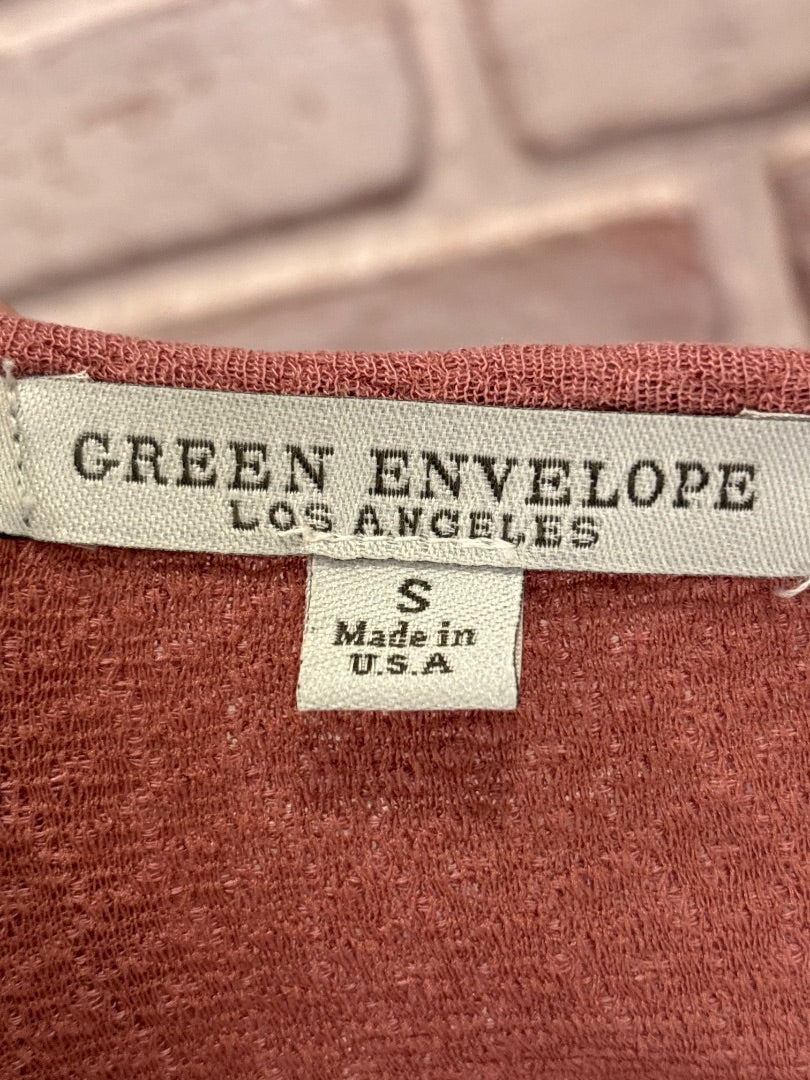 GREEN ENVELOPE
LOS ANGELES
S
Made in
U.S.A